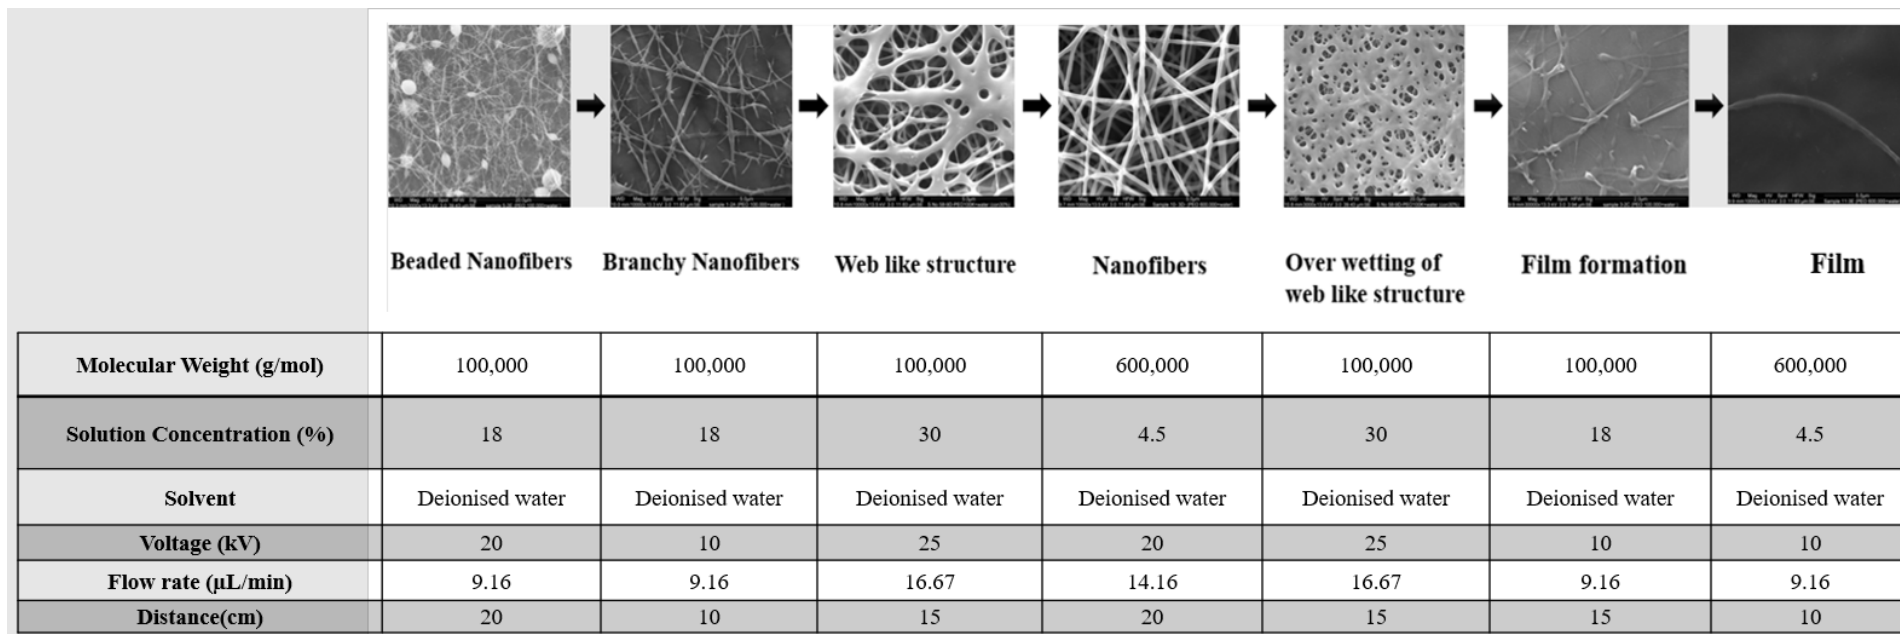 Beaded Nanofibers Branchy Nanofibers Web like structure Nanofibers Over wetting of Film formation Film
web like structure
Molecular Weight (g/mol) 100,000 100,000 100,000 600,000 100,000 100,000 600,000
Solution Concentration (%) 18 18 30 4.5 30 18 4.5
Solvent Deionised water Deionised water Deionised water Deionised water Deionised water Deionised water Deionised water
Voltage (kV) 20 10 25 20 25 10 10
Flow rate (µL/min) 9.16 9.16 16.67 14.16 16.67 9.16 9.16
Distance(cm) 20 10 15 20 15 15 10